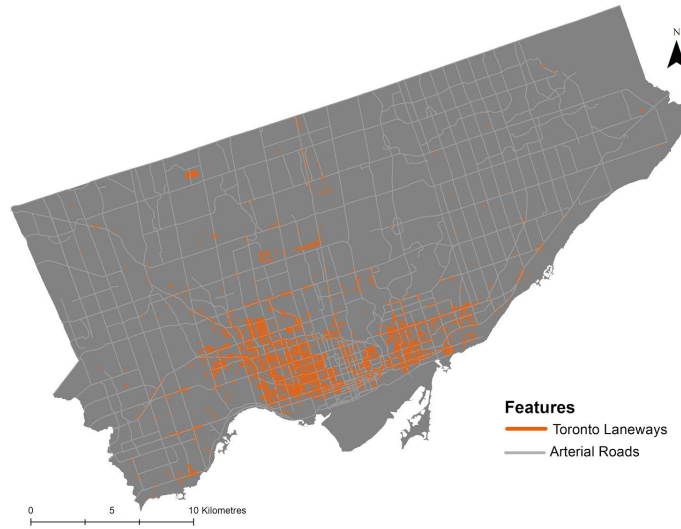 N
Features
Toronto Laneways
Arterial Roads
0 5 10 Kilometres